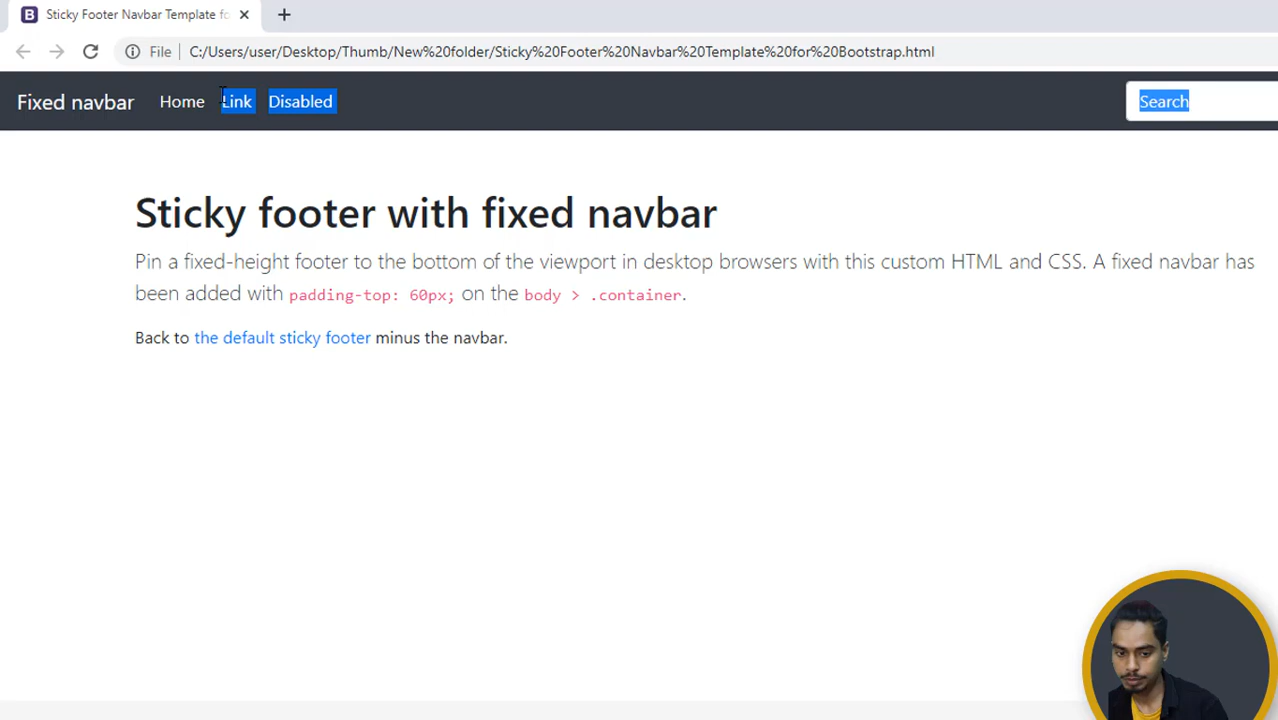 Sticky Footer Navbar Template fo
File C:/Users/user/Desktop/Thumb/New%20folder/Sticky%20Footer%20Navbar%20Template%20for%20Bootstrap.html
Fixed navbar Home Link Disabled Search
Sticky footer with fixed navbar
Pin a fixed-height footer to the bottom of the viewport in desktop browsers with this custom HTML and CSS. A fixed navbar has
been added with padding-top: 60px; on the body > .container.
Back to the default sticky footer minus the navbar.